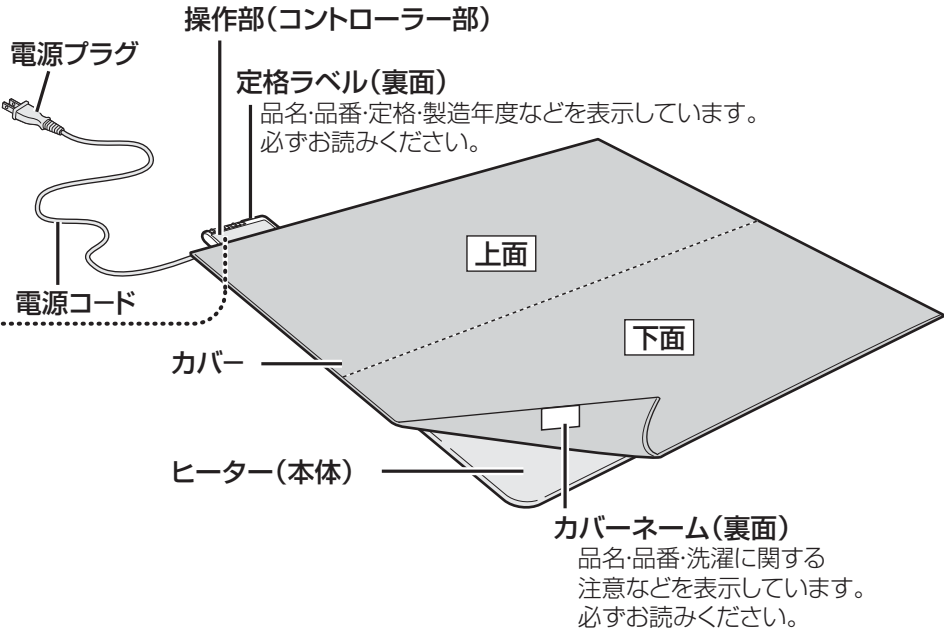 操作部（コントローラー部）
電源プラグ
定格ラベル（裏面）
品名･品番･定格･製造年度などを表示しています。
必ずお読みください。
上面
電源コード
下面
カバー
ヒーター（本体）
カバーネーム（裏面）
品名･品番･洗濯に関する
注意などを表示しています。
必ずお読みください。